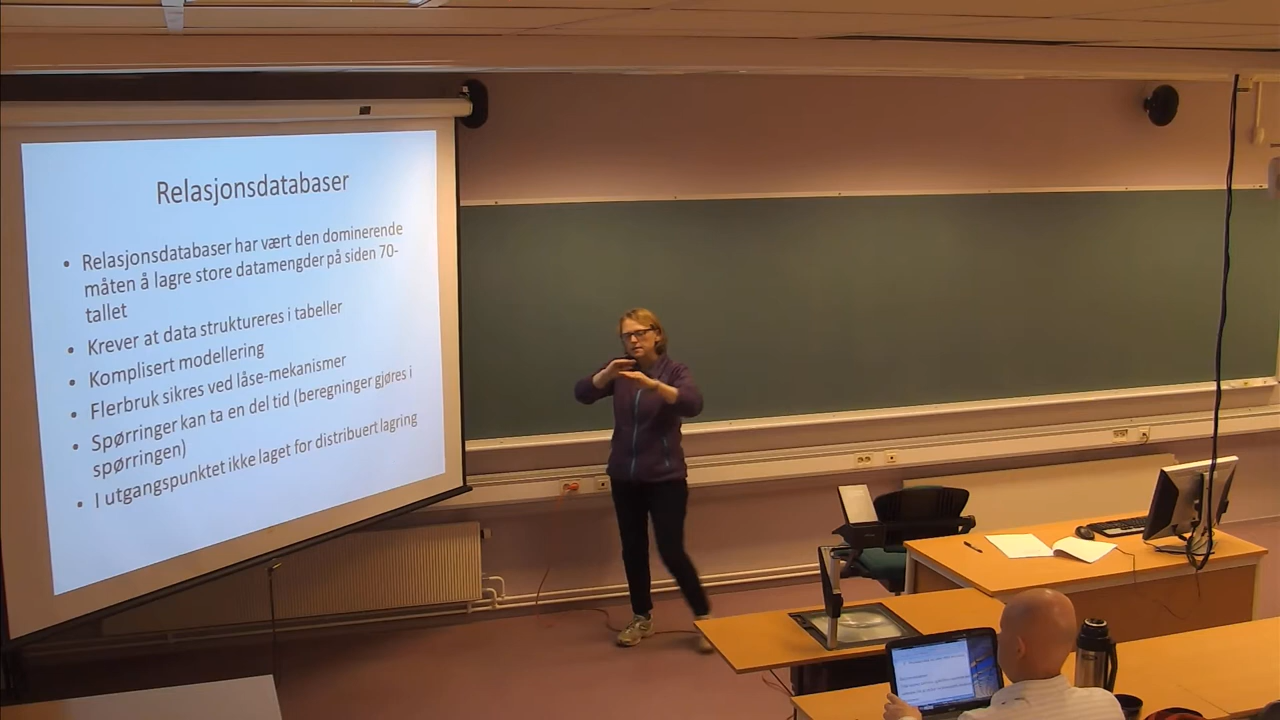 Relasjonsdatabaser
• Relasjonsdatabaser har vært den dominerende
måten å lagre store datamengder på siden 70-
tallet
• Krever at data struktureres i tabeller
• Komplisert modellering
• Flerbruk sikres ved låse-mekanismer
• Spørringer kan ta en del tid (beregninger gjøres i
spørringen)
• I utgangspunktet ikke laget for distribuert lagring